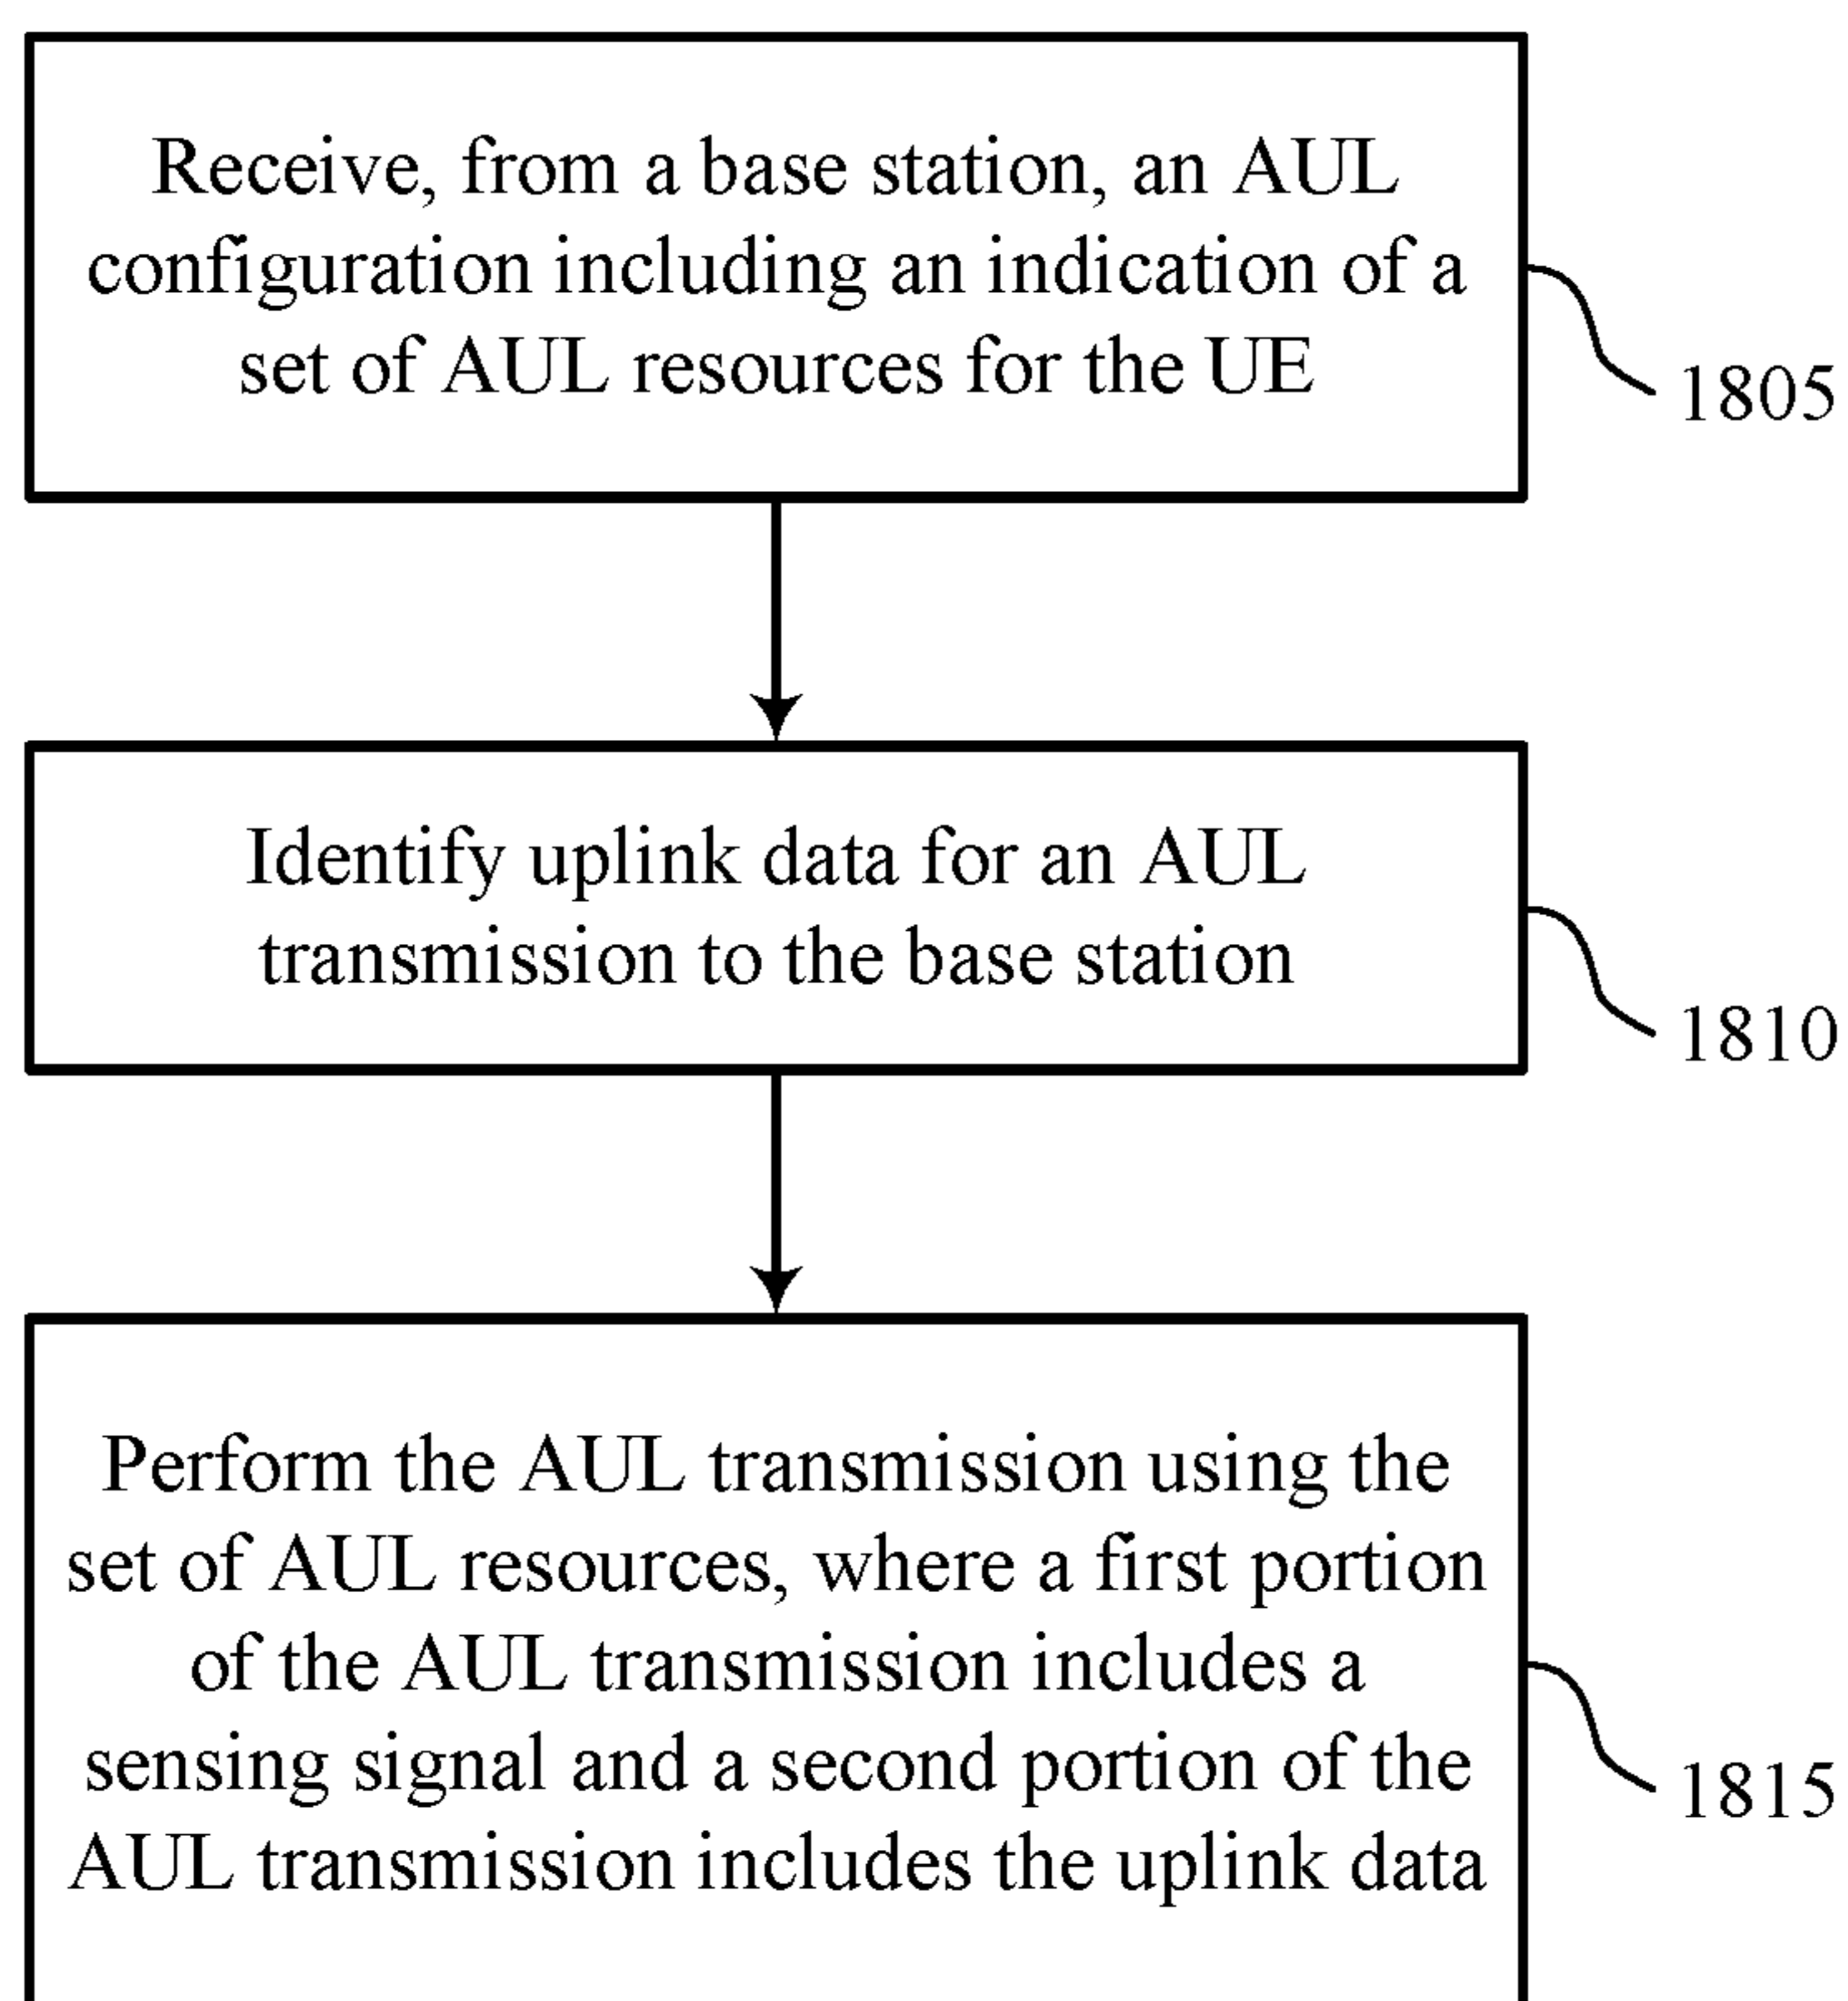 Receive, from a base station, an AUL
configuration including an indication of a
set of AUL resources for the UE
1805
Identify uplink data for an AUL
transmission to the base station
1810
Perform the AUL transmission using the
set of AUL resources, where a first portion
of the AUL transmission includes a
sensing signal and a second portion of the
AUL transmission includes the uplink data
1815